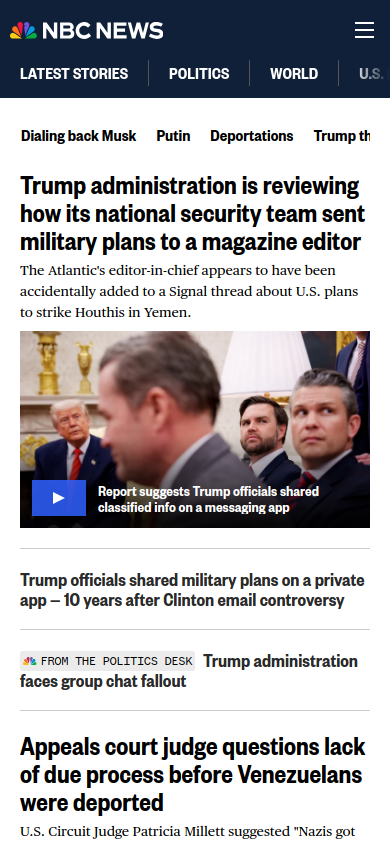 NBC NEWS
LATEST STORIES POLITICS WORLD U.S.
Dialing back Musk Putin Deportations Trump th
Trump administration is reviewing
how its national security team sent
military plans to a magazine editor
The Atlantic's editor-in-chief appears to have been
accidentally added to a Signal thread about U.S. plans
to strike Houthis in Yemen.
Report suggests Trump officials shared
classified info on a messaging app
Trump officials shared military plans on a private
app — 10 years after Clinton email controversy
FROM THE POLITICS DESK Trump administration
faces group chat fallout
Appeals court judge questions lack
of due process before Venezuelans
were deported
U.S. Circuit Judge Patricia Millett suggested "Nazis got